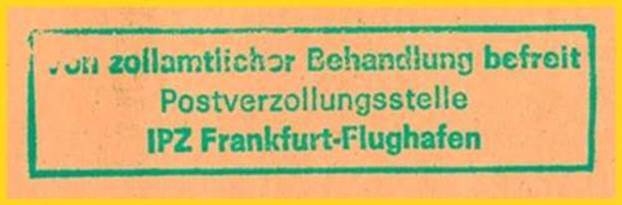 von zollamtlicher Behandlung befreit
Postverzollungsstelle
IPZ Frankfurt-Flughafen